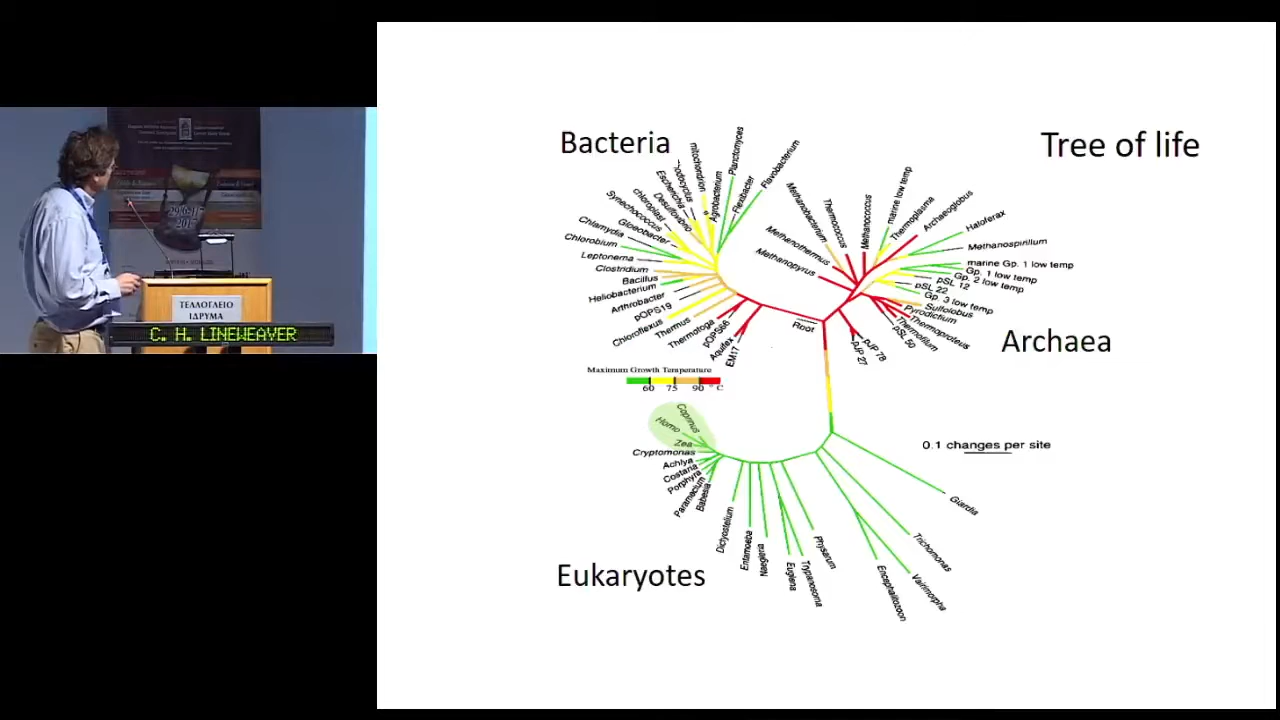 ΤΕΛΛΟΓΛΕΙΟ
ΙΔΡΥΜΑ
C. H. LINEWEAVER
Tree of life
Bacteria
mitochondrion
Agrobacterium
Planctomyces
Flexibacter
Flavobacterium
Rhodocyclus
Escherichia
Desulfovibrio
chloroplast
Synechococcus
Gloeobacter
Chlamydia
Chlorobium
Leptonema
Clostridium
Bacillus
Heliobacterium
Arthrobacter
pOPS19
Chloroflexus
Thermus
Thermotoga
pOPS66
Aquifex
EM17
Root
Archaea
Methanobacterium
Thermococcus
Methanothermus
Methanopyrus
Methanococcus
marine low temp
Thermoplasma
Archaeoglobus
Haloferax
Methanospirillum
marine Gp. 1 low temp
Gp. 1 low temp
Gp. 2 low temp
pSL 12
pSL 22
Gp. 3 low temp
Sulfolobus
Pyrodictium
Thermoproteus
Thermofilum
pSL 50
pJP 78
pJP 27
Maximum Growth Temperature
60 75 90 °C
0.1 changes per site
Eukaryotes
Coprinus
Homo
Zea
Cryptomonas
Achlya
Costaria
Porphyra
Paramecium
Babesia
Dictyostelium
Entamoeba
Naegleria
Euglena
Trypanosoma
Physarum
Encephalitozoon
Vairimorpha
Trichomonas
Giardia